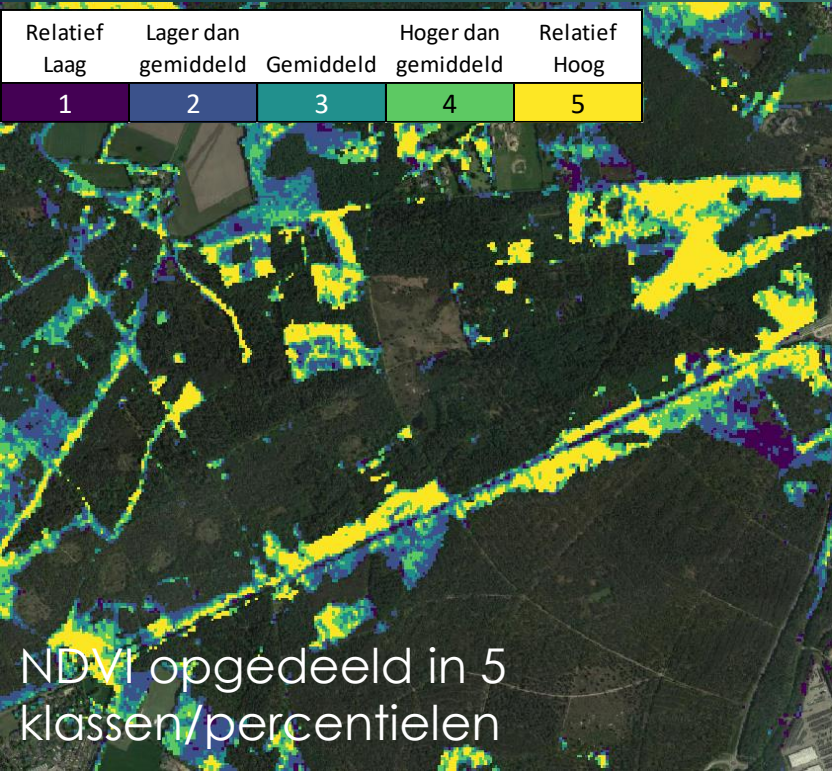 Relatief Laag
Lager dan gemiddeld
Gemiddeld
Hoger dan gemiddeld
Relatief Hoog
1 2 3 4 5
NDVI opgedeeld in 5
klassen/percentielen